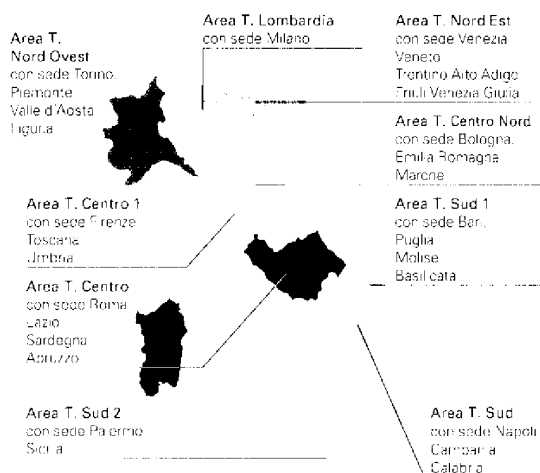 Area T.
Nord Ovest
con sede Torino.
Piemonte
Valle d'Aosta
Liguria
Area T. Lombardia
con sede Milano
Area T. Nord Est
con sede Venezia
Veneto
Trentino Alto Adige
Friuli Venezia Giulia
Area T. Centro Nord
con sede Bologna.
Emilia Romagna
Marche
Area T. Centro 1
con sede Firenze
Toscana
Umbria
Area T. Sud 1
con sede Bari.
Puglia
Molise
Basilicata
Area T. Centro
con sede Roma
Lazio
Sardegna
Abruzzo
Area T. Sud 2
con sede Palermo
Sicilia
Area T. Sud
con sede Napoli
Campania
Calabria